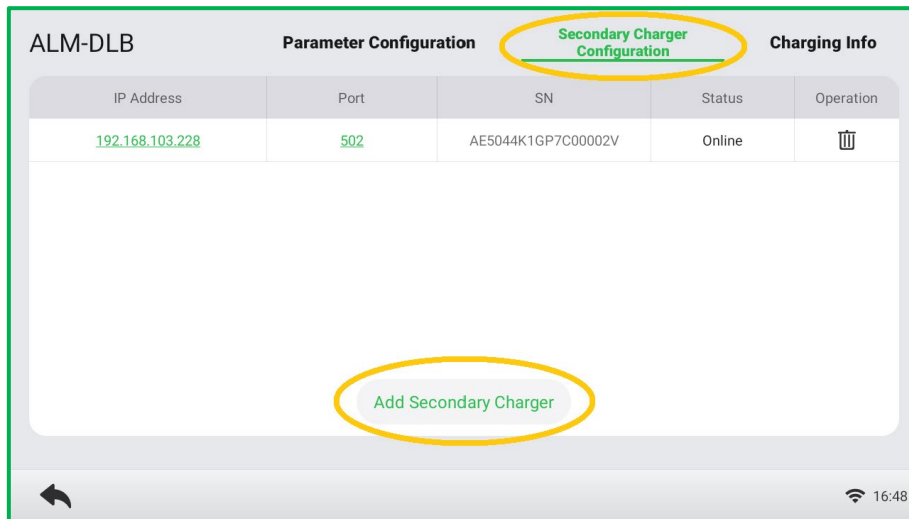 ALM-DLB
Parameter Configuration
Secondary Charger
Configuration
Charging Info
IP Address Port SN Status Operation
192.168.103.228 502 AE5044K1GP7C00002V Online
Add Secondary Charger
16:48